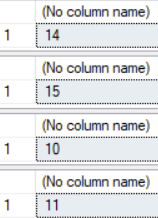 (No column name)
1 14
(No column name)
1 15
(No column name)
1 10
(No column name)
1 11